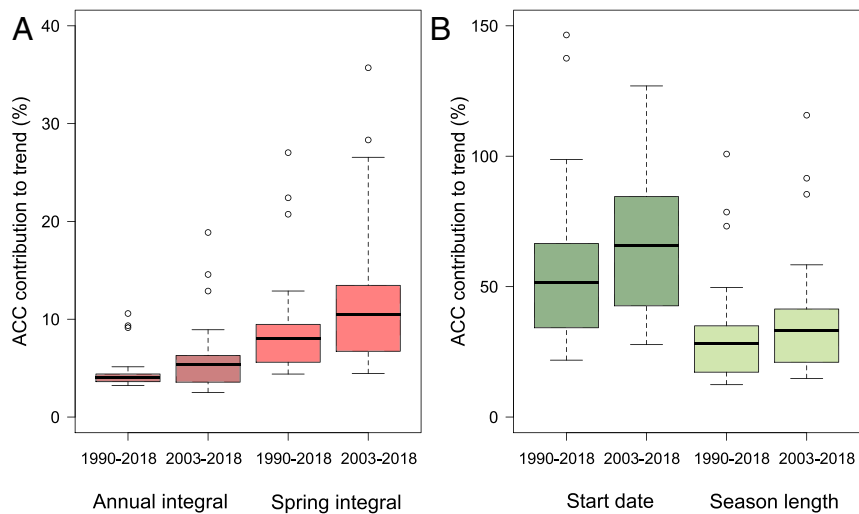 A
ACC contribution to trend (%)
40
30
20
10
0
1990-2018 2003-2018 1990-2018 2003-2018
Annual integral Spring integral
B
ACC contribution to trend (%)
150
100
50
0
1990-2018 2003-2018 1990-2018 2003-2018
Start date Season length